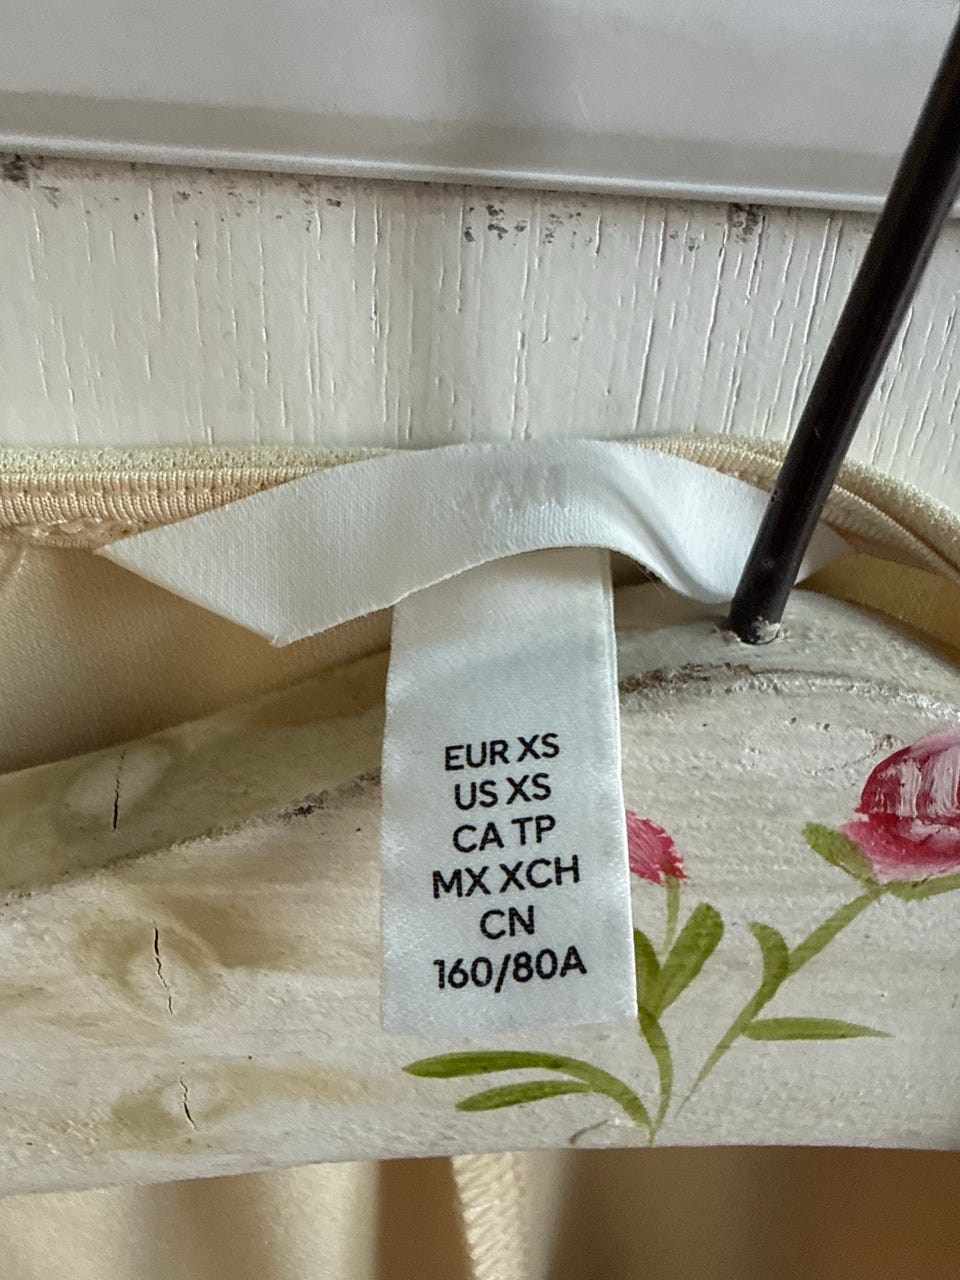 EUR XS
US XS
CA TP
MX XCH
CN
160/80A